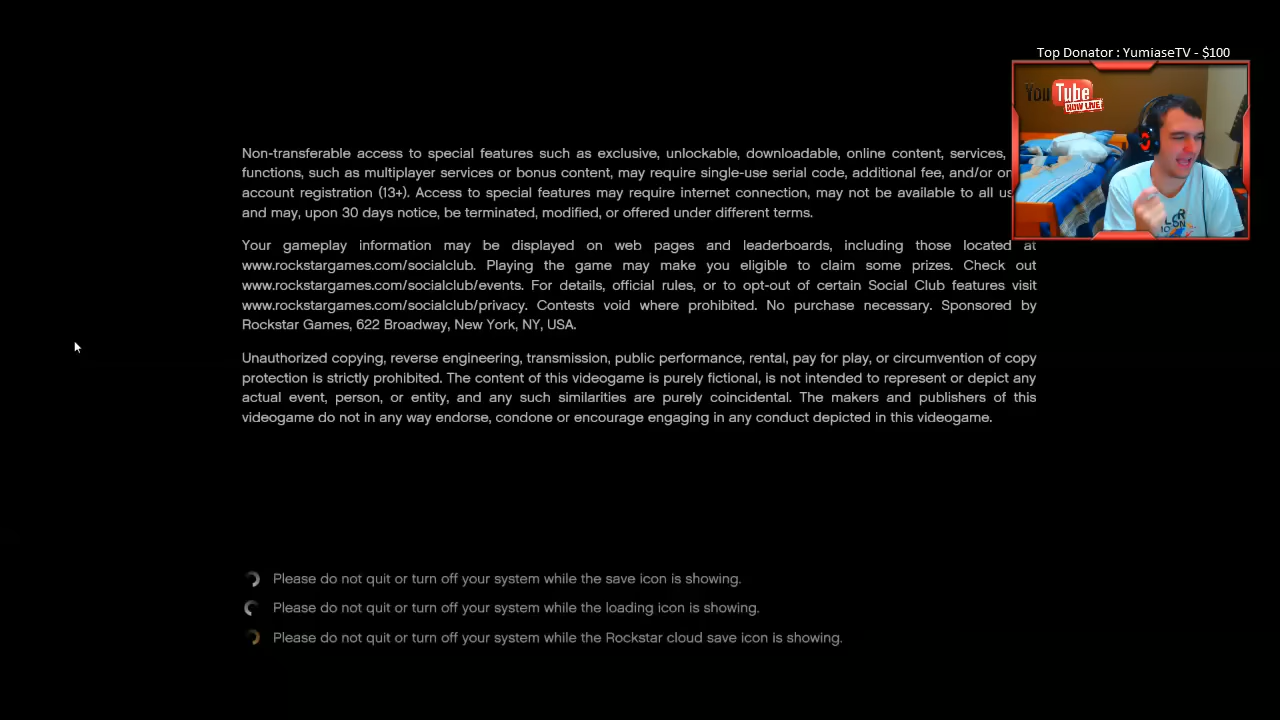 Top Donator : YumiaseTV - $100
You Tube
NOW LIVE
Non-transferable access to special features such as exclusive, unlockable, downloadable, online content, services,
functions, such as multiplayer services or bonus content, may require single-use serial code, additional fee, and/or
account registration (13+). Access to special features may require internet connection, may not be available to all
and may, upon 30 days notice, be terminated, modified, or offered under different terms.
Your gameplay information may be displayed on web pages and leaderboards, including those located at
www.rockstargames.com/socialclub. Playing the game may make you eligible to claim some prizes. Check out
www.rockstargames.com/socialclub/events. For details, official rules, or to opt-out of certain Social Club features visit
www.rockstargames.com/socialclub/privacy. Contests void where prohibited. No purchase necessary. Sponsored by
Rockstar Games, 622 Broadway, New York, NY, USA.
Unauthorized copying, reverse engineering, transmission, public performance, rental, pay for play, or circumvention of copy
protection is strictly prohibited. The content of this videogame is purely fictional, is not intended to represent or depict any
actual event, person, or entity, and any such similarities are purely coincidental. The makers and publishers of this
videogame do not in any way endorse, condone or encourage engaging in any conduct depicted in this videogame.
Please do not quit or turn off your system while the save icon is showing.
Please do not quit or turn off your system while the loading icon is showing.
Please do not quit or turn off your system while the Rockstar cloud save icon is showing.